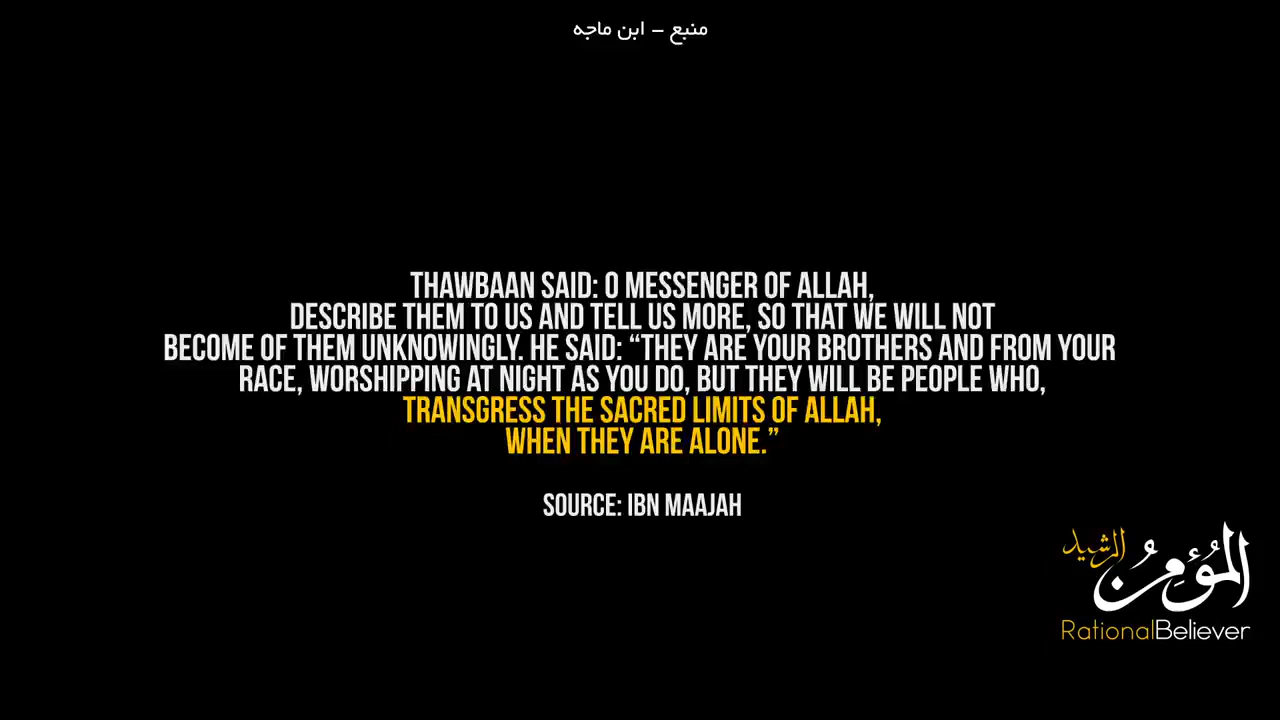 منبع – ابن ماجه
THAWBAAN SAID: O MESSENGER OF ALLAH,
DESCRIBE THEM TO US AND TELL US MORE, SO THAT WE WILL NOT
BECOME OF THEM UNKNOWINGLY. HE SAID: “THEY ARE YOUR BROTHERS AND FROM YOUR
RACE, WORSHIPPING AT NIGHT AS YOU DO, BUT THEY WILL BE PEOPLE WHO,
TRANSGRESS THE SACRED LIMITS OF ALLAH,
WHEN THEY ARE ALONE.”
SOURCE: IBN MAAJAH
المُؤمِنُ الرشيد
RationalBeliever